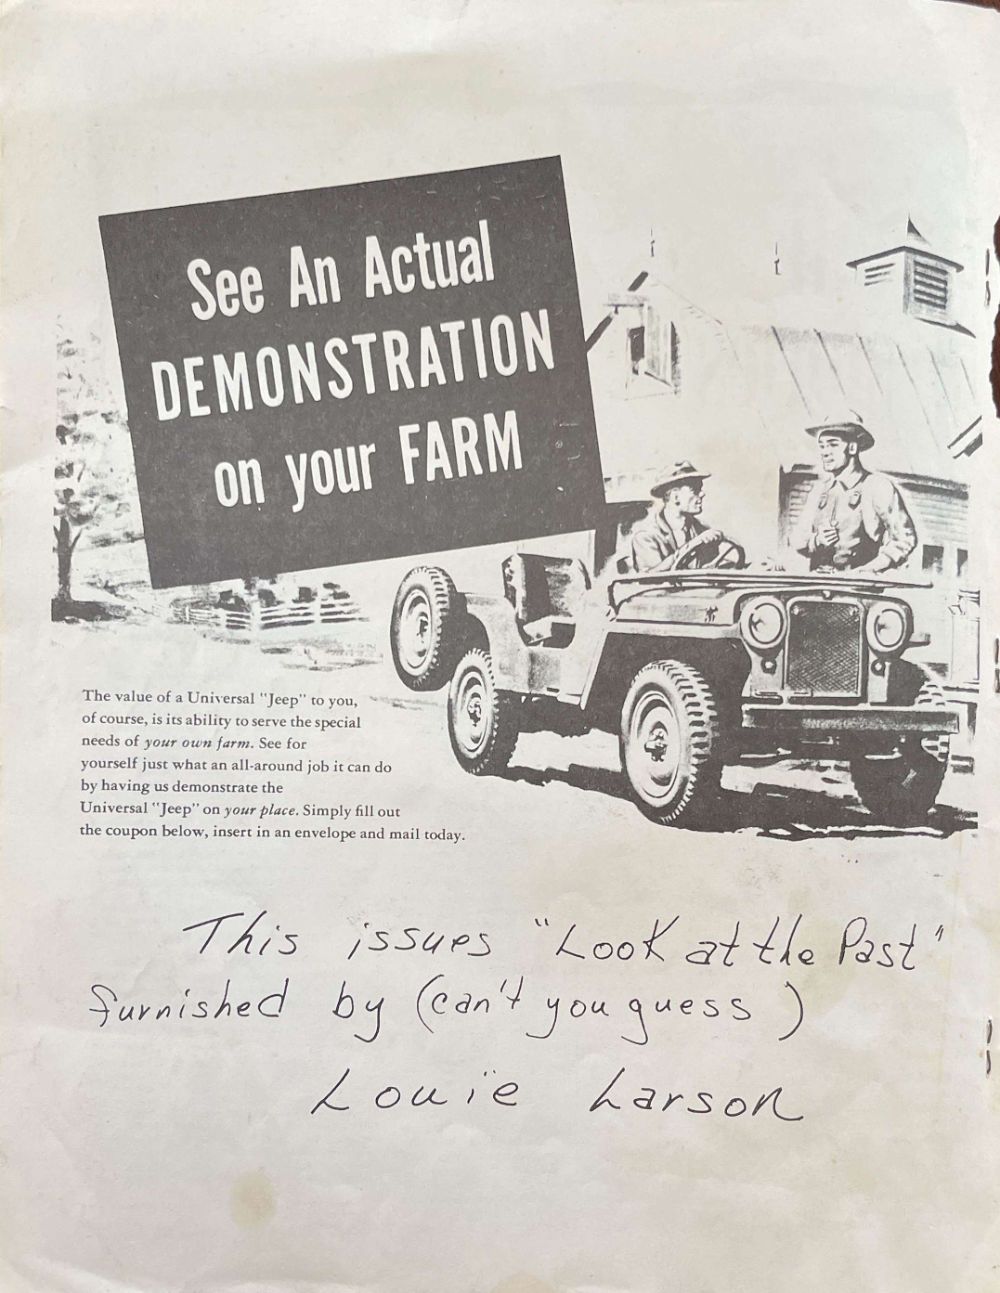 See An Actual
DEMONSTRATION
on your FARM
The value of a Universal "Jeep" to you,
of course, is its ability to serve the special
needs of your own farm. See for
yourself just what an all-around job it can do
by having us demonstrate the
Universal "Jeep" on your place. Simply fill out
the coupon below, insert in an envelope and mail today.
This issues "Look at the Past"
furnished by (can't you guess)
Louie Larson